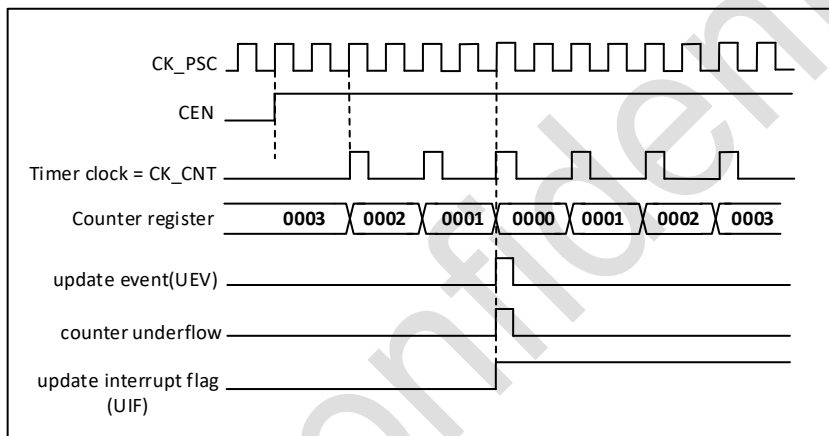 CK_PSC
CEN
Timer clock = CK_CNT
Counter register 0003 0002 0001 0000 0001 0002 0003
update event(UEV)
counter underflow
update interrupt flag
(UIF)